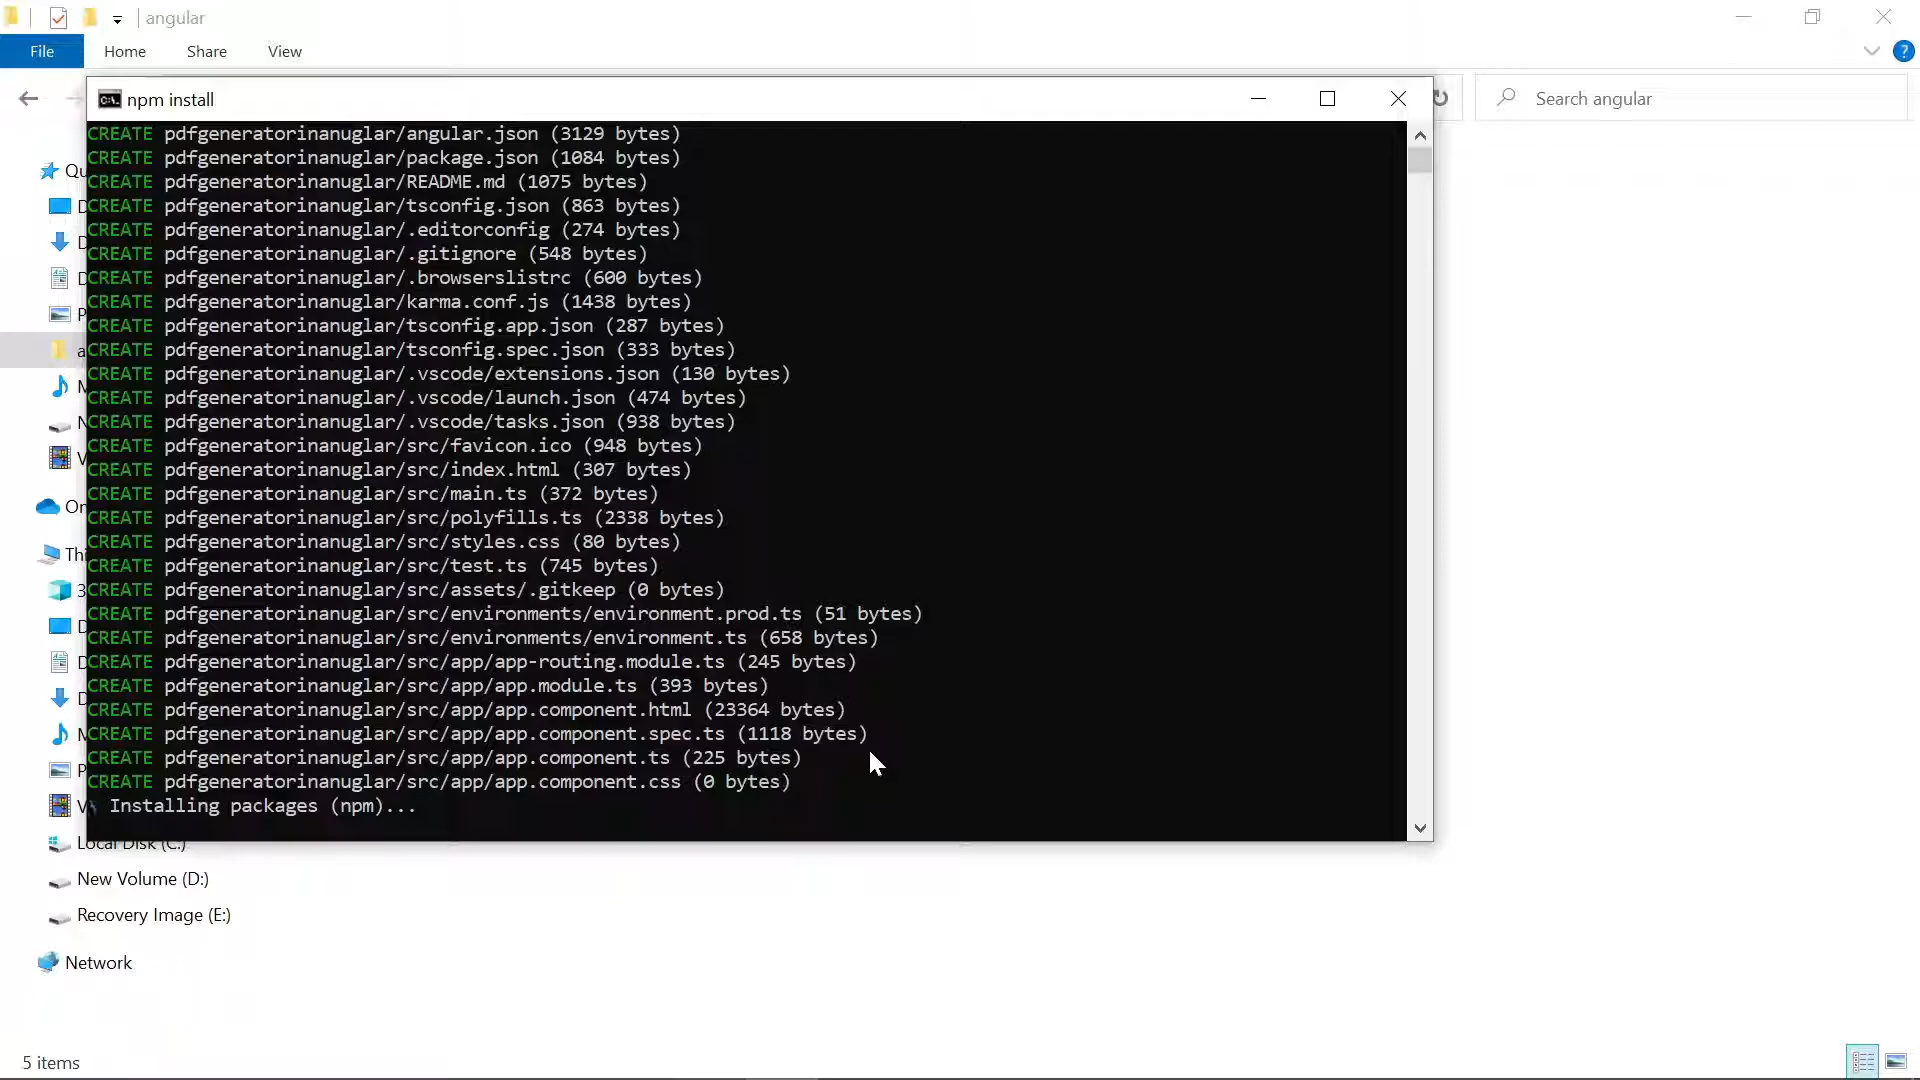 angular
File
Home
Share
View
npm install
Search angular
CREATE pdfgeneratorinanuglar/angular.json (3129 bytes)
CREATE pdfgeneratorinanuglar/package.json (1084 bytes)
CREATE pdfgeneratorinanuglar/README.md (1075 bytes)
CREATE pdfgeneratorinanuglar/tsconfig.json (863 bytes)
CREATE pdfgeneratorinanuglar/.editorconfig (274 bytes)
CREATE pdfgeneratorinanuglar/.gitignore (548 bytes)
CREATE pdfgeneratorinanuglar/.browserslistrc (600 bytes)
CREATE pdfgeneratorinanuglar/karma.conf.js (1438 bytes)
CREATE pdfgeneratorinanuglar/tsconfig.app.json (287 bytes)
CREATE pdfgeneratorinanuglar/tsconfig.spec.json (333 bytes)
CREATE pdfgeneratorinanuglar/.vscode/extensions.json (130 bytes)
CREATE pdfgeneratorinanuglar/.vscode/launch.json (474 bytes)
CREATE pdfgeneratorinanuglar/.vscode/tasks.json (938 bytes)
CREATE pdfgeneratorinanuglar/src/favicon.ico (948 bytes)
CREATE pdfgeneratorinanuglar/src/index.html (307 bytes)
CREATE pdfgeneratorinanuglar/src/main.ts (372 bytes)
CREATE pdfgeneratorinanuglar/src/polyfills.ts (2338 bytes)
CREATE pdfgeneratorinanuglar/src/styles.css (80 bytes)
CREATE pdfgeneratorinanuglar/src/test.ts (745 bytes)
CREATE pdfgeneratorinanuglar/src/assets/.gitkeep (0 bytes)
CREATE pdfgeneratorinanuglar/src/environments/environment.prod.ts (51 bytes)
CREATE pdfgeneratorinanuglar/src/environments/environment.ts (658 bytes)
CREATE pdfgeneratorinanuglar/src/app/app-routing.module.ts (245 bytes)
CREATE pdfgeneratorinanuglar/src/app/app.module.ts (393 bytes)
CREATE pdfgeneratorinanuglar/src/app/app.component.html (23364 bytes)
CREATE pdfgeneratorinanuglar/src/app/app.component.spec.ts (1118 bytes)
CREATE pdfgeneratorinanuglar/src/app/app.component.ts (225 bytes)
CREATE pdfgeneratorinanuglar/src/app/app.component.css (0 bytes)
Installing packages (npm)...
Local Disk (C:)
New Volume (D:)
Recovery Image (E:)
Network
5 items